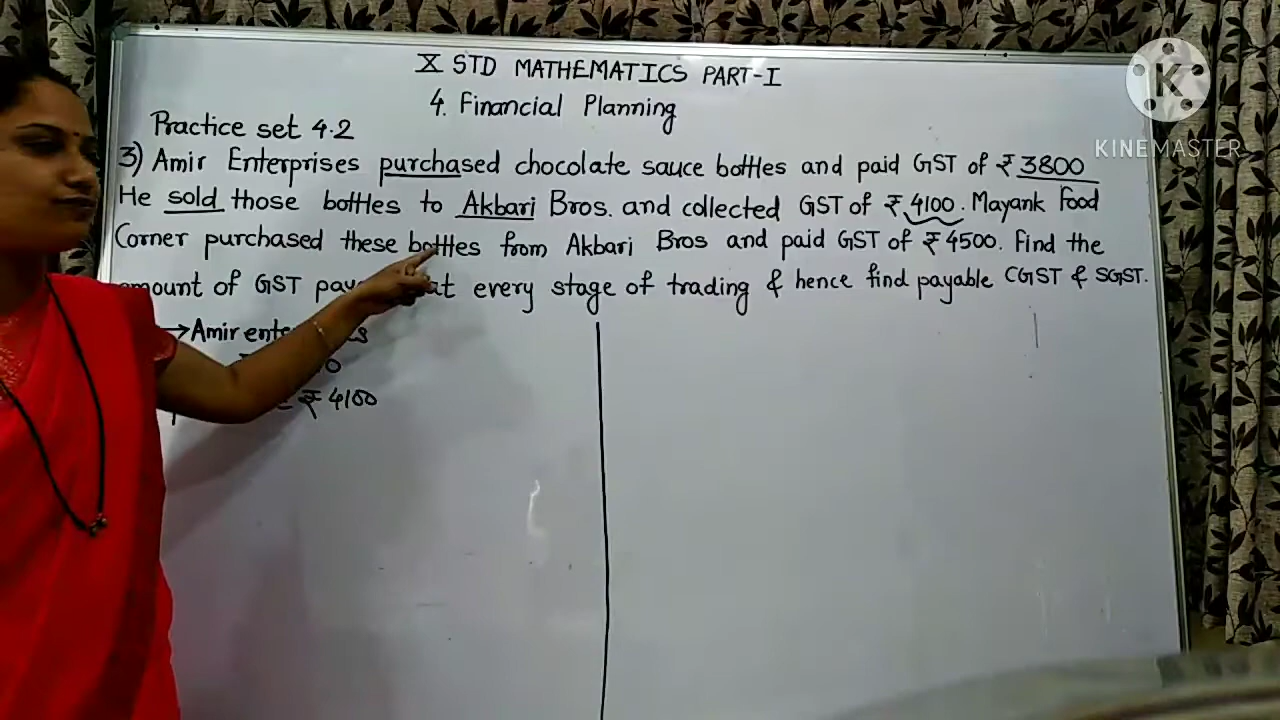 X STD MATHEMATICS PART-I
4. Financial Planning
Practice set 4.2
3) Amir Enterprises purchased chocolate sauce bottles and paid GST of ₹ 3800
He sold those bottles to Akbari Bros. and collected GST of ₹ 4100. Mayank Food
Corner purchased these bottles from Akbari Bros and paid GST of ₹ 4500. Find the
of GST at every stage of trading & hence find payable CGST & SGST.
→ Amir
= ₹ 4100
K
KINEMASTER